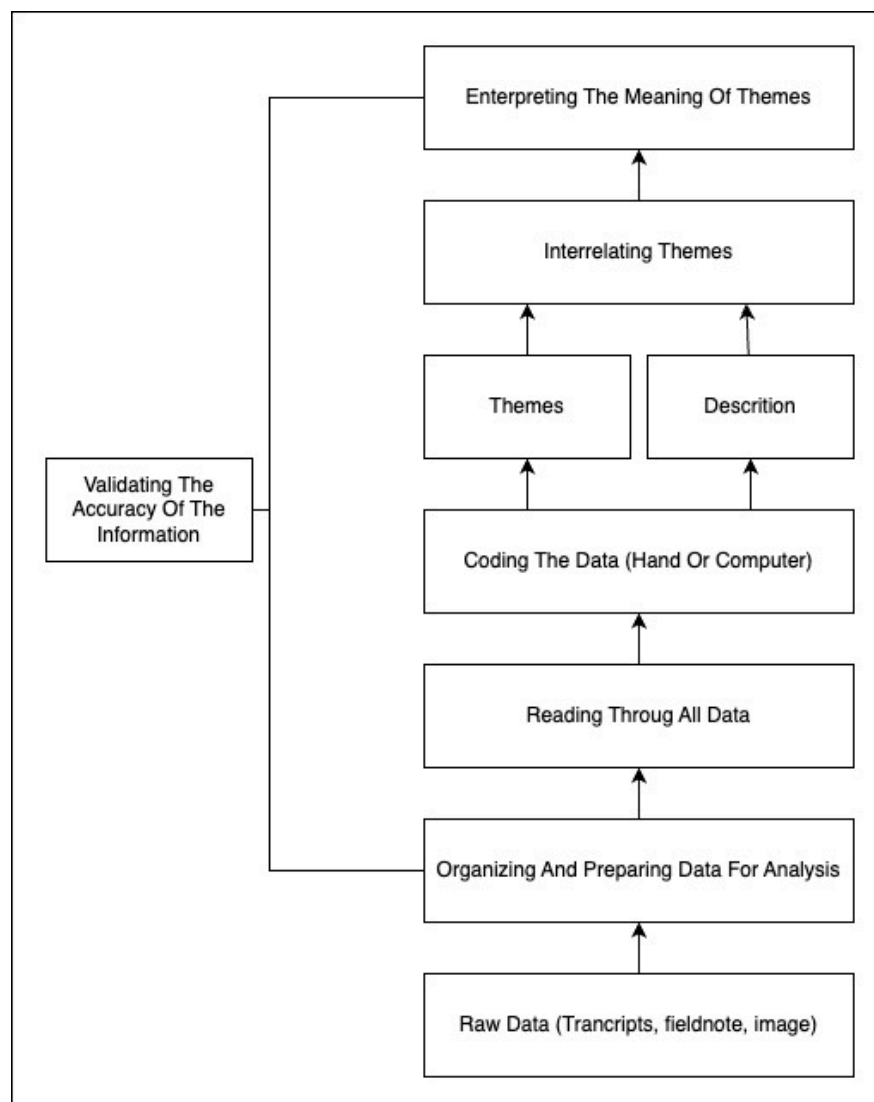 Enterpreting The Meaning Of Themes
Interrelating Themes
Themes
Descrition
Validating The
Accuracy Of The
Information
Coding The Data (Hand Or Computer)
Reading Throug All Data
Organizing And Preparing Data For Analysis
Raw Data (Trancripts, fieldnote, image)